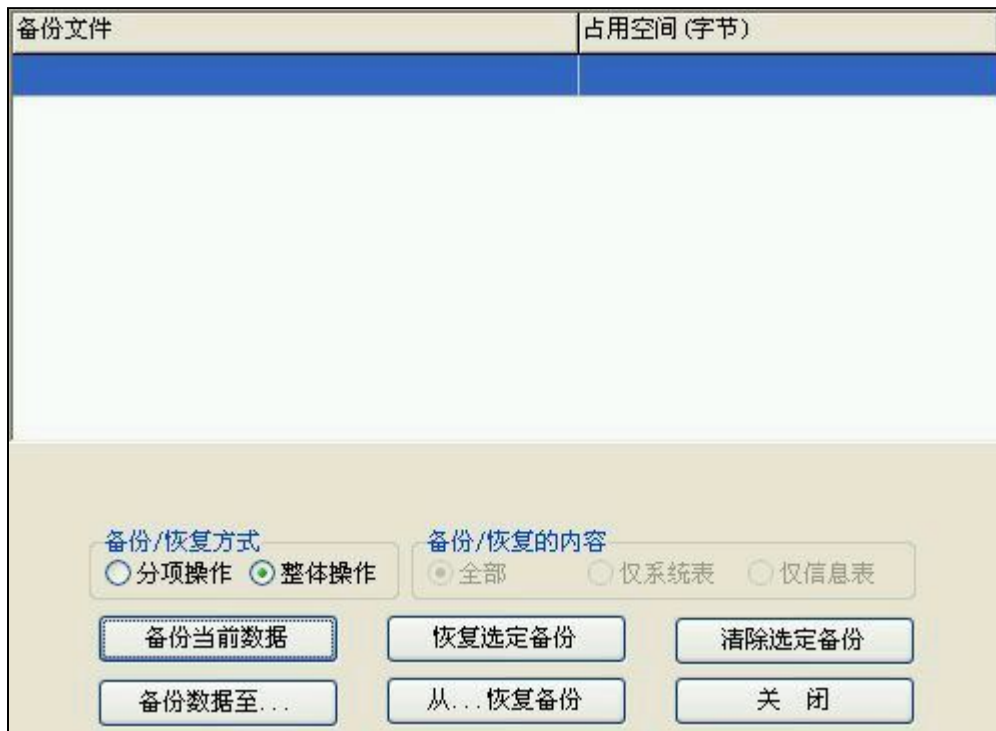 备份文件 占用空间(字节)
备份/恢复方式 备份/恢复的内容
分项操作 整体操作 全部 仅系统表 仅信息表
备份当前数据 恢复选定备份 清除选定备份
备份数据至... 从...恢复备份 关 闭